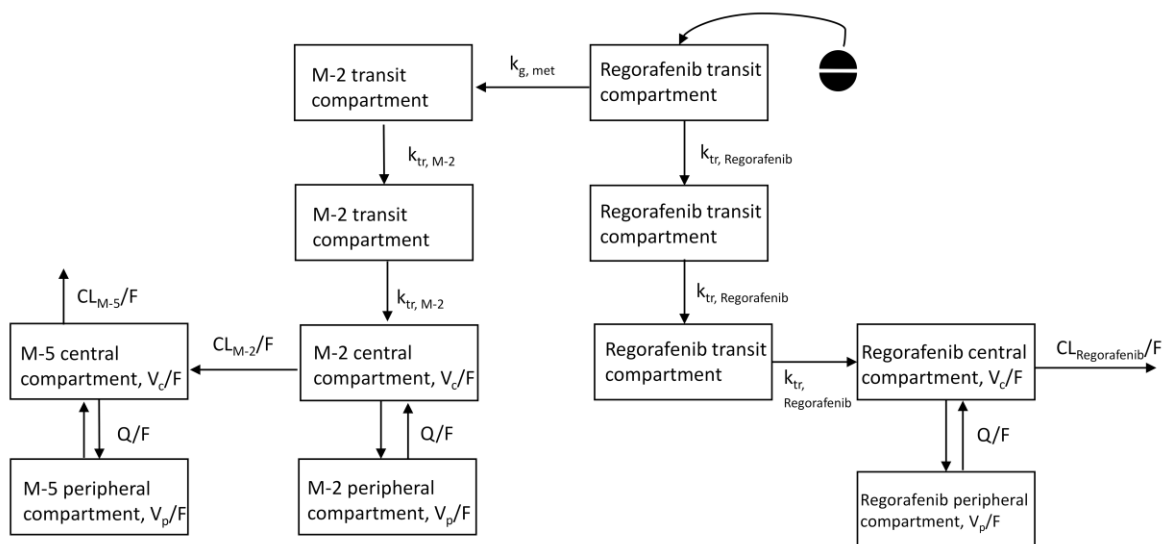 M-2 transit
compartment
k_g, met
Regorafenib transit
compartment
k_tr, M-2
k_tr, Regorafenib
M-2 transit
compartment
Regorafenib transit
compartment
CL_M-5/F
k_tr, M-2
k_tr, Regorafenib
M-5 central
compartment, V_c/F
CL_M-2/F
M-2 central
compartment, V_c/F
Regorafenib transit
compartment
k_tr,
Regorafenib
Regorafenib central
compartment, V_c/F
CL_Regorafenib/F
Q/F
Q/F
Q/F
M-5 peripheral
compartment, V_p/F
M-2 peripheral
compartment, V_p/F
Regorafenib peripheral
compartment, V_p/F